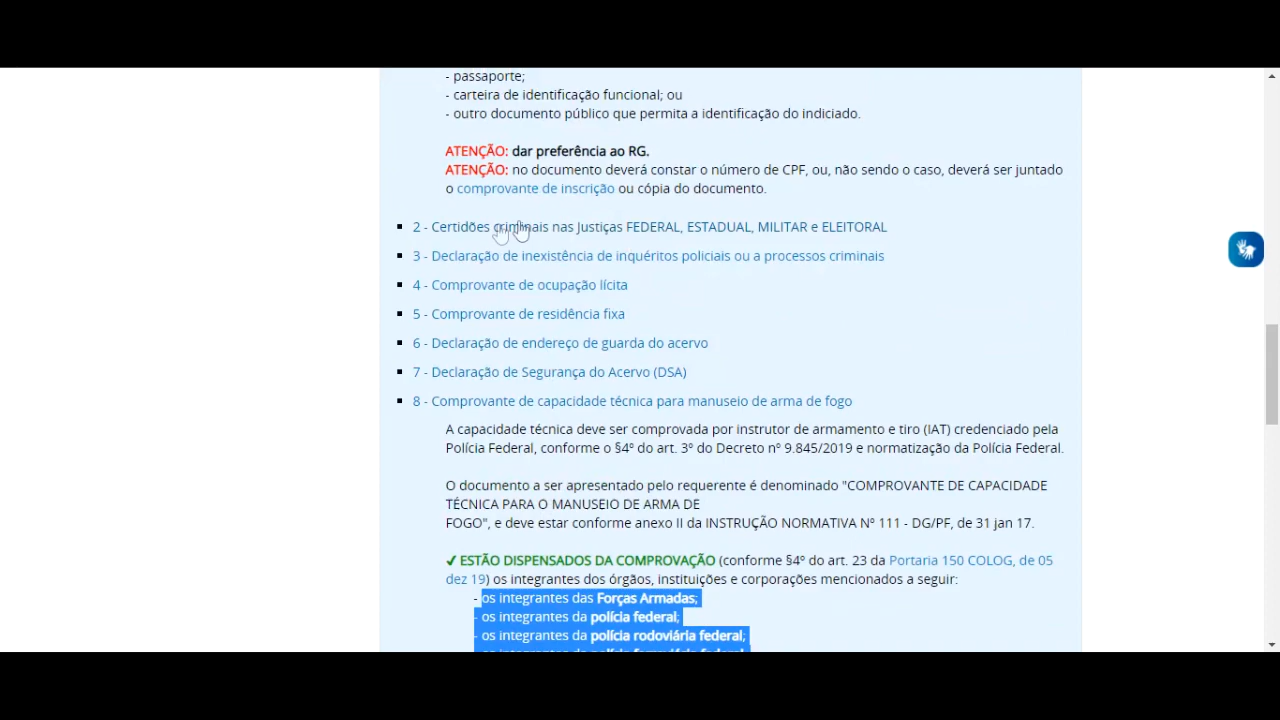 - passaporte;
- carteira de identificação funcional; ou
- outro documento público que permita a identificação do indiciado.
ATENÇÃO: dar preferência ao RG.
ATENÇÃO: no documento deverá constar o número de CPF, ou, não sendo o caso, deverá ser juntado
o comprovante de inscrição ou cópia do documento.
2 - Certidões criminais nas Justiças FEDERAL, ESTADUAL, MILITAR e ELEITORAL
3 - Declaração de inexistência de inquéritos policiais ou a processos criminais
4 - Comprovante de ocupação lícita
5 - Comprovante de residência fixa
6 - Declaração de endereço de guarda do acervo
7 - Declaração de Segurança do Acervo (DSA)
8 - Comprovante de capacidade técnica para manuseio de arma de fogo
A capacidade técnica deve ser comprovada por instrutor de armamento e tiro (IAT) credenciado pela
Polícia Federal, conforme o §4º do art. 3º do Decreto nº 9.845/2019 e normatização da Polícia Federal.
O documento a ser apresentado pelo requerente é denominado "COMPROVANTE DE CAPACIDADE
TÉCNICA PARA O MANUSEIO DE ARMA DE
FOGO", e deve estar conforme anexo II da INSTRUÇÃO NORMATIVA Nº 111 - DG/PF, de 31 jan 17.
✔ ESTÃO DISPENSADOS DA COMPROVAÇÃO (conforme §4º do art. 23 da Portaria 150 COLOG, de 05
dez 19) os integrantes dos órgãos, instituições e corporações mencionados a seguir:
- os integrantes das Forças Armadas;
- os integrantes da polícia federal;
- os integrantes da polícia rodoviária federal;
- os integrantes da polícia ferroviária federal;